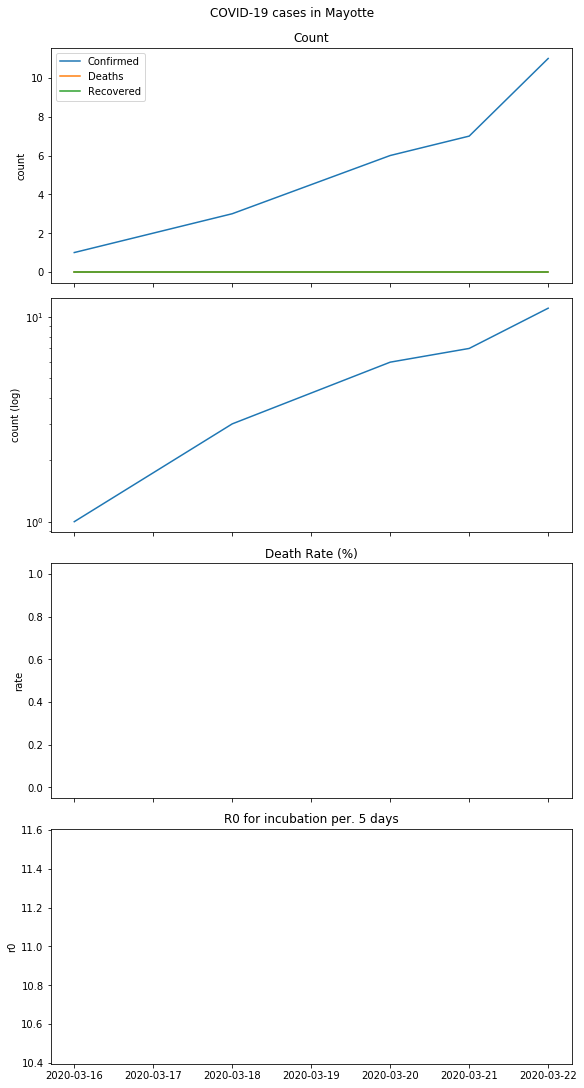 COVID-19 cases in Mayotte
Count
Confirmed
Deaths
Recovered
10
8
6
4
2
0
count
10¹
10⁰
count (log)
Death Rate (%)
1.0
0.8
0.6
0.4
0.2
0.0
rate
R0 for incubation per. 5 days
11.6
11.4
11.2
11.0
10.8
10.6
10.4
r0
2020-03-16 2020-03-17 2020-03-18 2020-03-19 2020-03-20 2020-03-21 2020-03-22